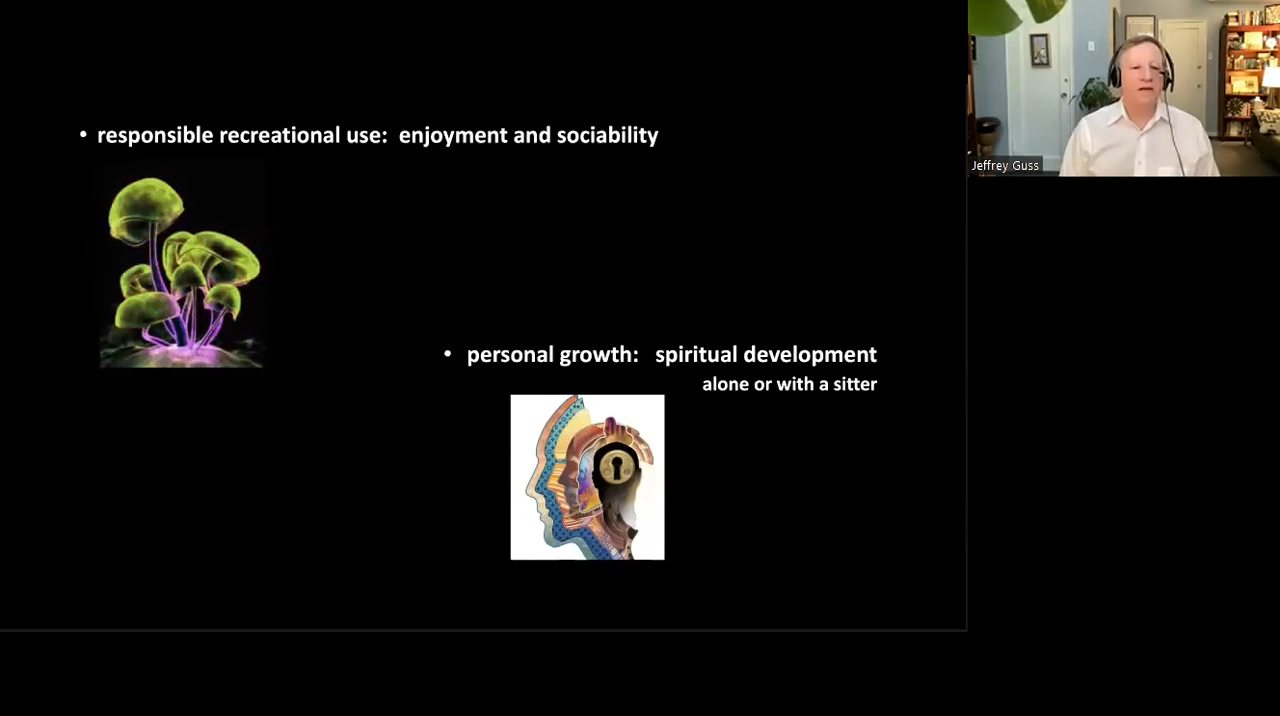 • responsible recreational use:  enjoyment and sociability
Jeffrey Guss
• personal growth:  spiritual development
alone or with a sitter